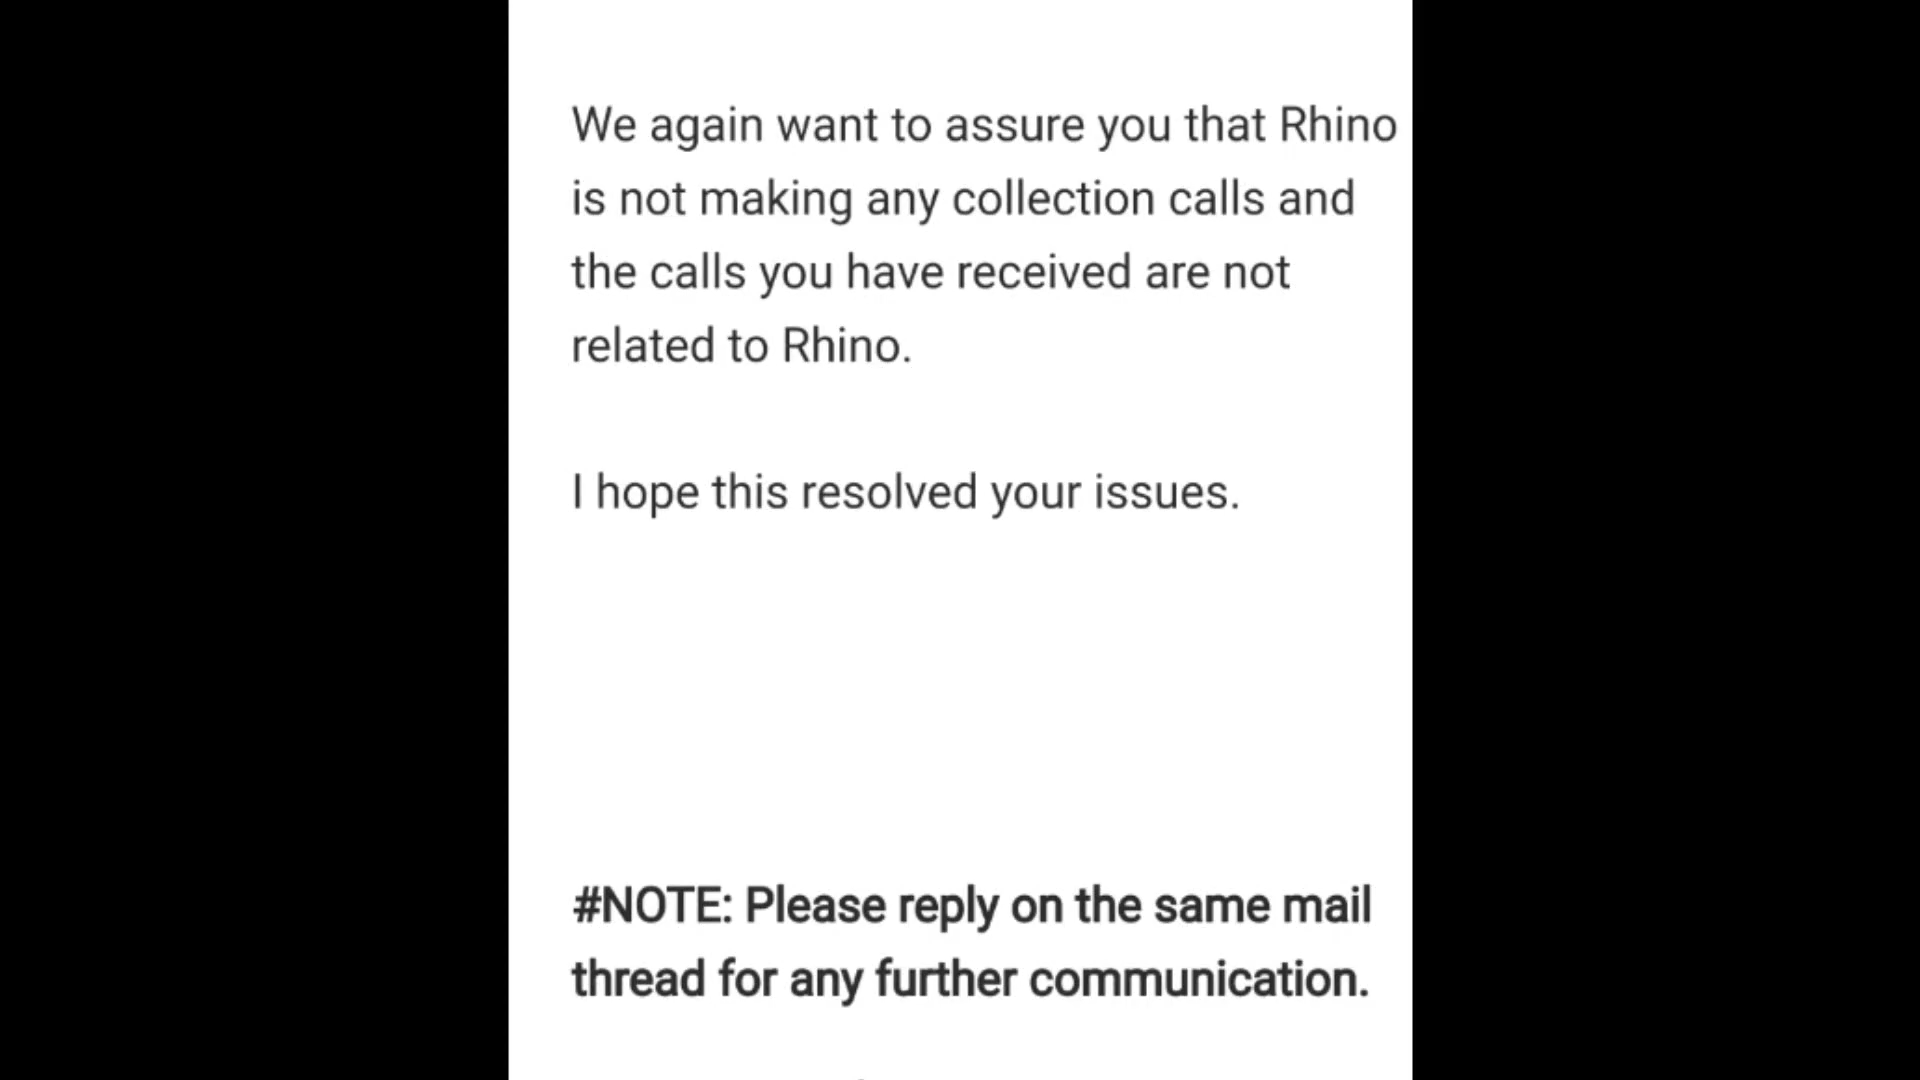 We again want to assure you that Rhino
is not making any collection calls and
the calls you have received are not
related to Rhino.
I hope this resolved your issues.
#NOTE: Please reply on the same mail
thread for any further communication.